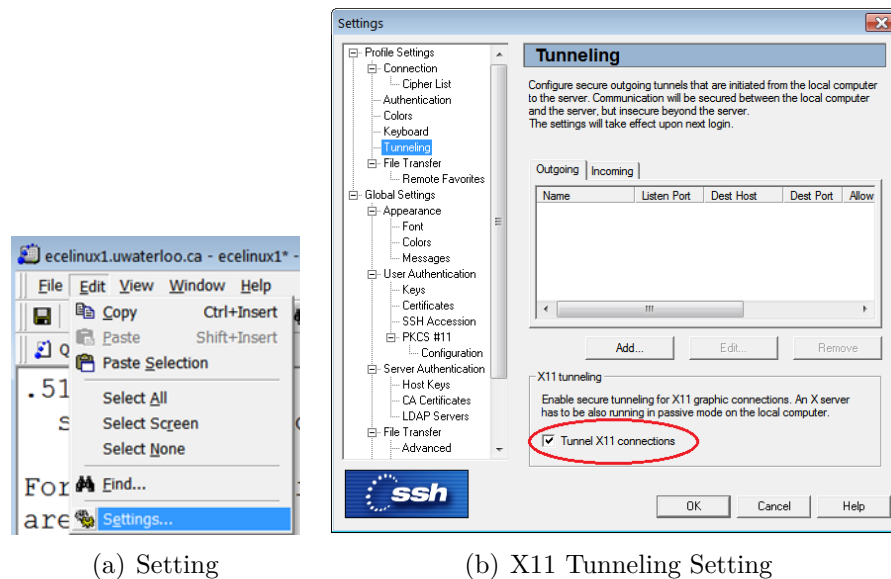 ecelinux1.uwaterloo.ca - ecelinux1* -
File Edit View Window Help
Copy Ctrl+Insert
Paste Shift+Insert
Paste Selection
Select All
Select Screen
Select None
Find...
Settings...
Q
.51
s
For
are
(a) Setting
Settings
Profile Settings
Connection
Cipher List
Authentication
Colors
Keyboard
Tunneling
File Transfer
Remote Favorites
Global Settings
Appearance
Font
Colors
Messages
User Authentication
Keys
Certificates
SSH Accession
PKCS #11
Configuration
Server Authentication
Host Keys
CA Certificates
LDAP Servers
File Transfer
Advanced
ssh
Tunneling
Configure secure outgoing tunnels that are initiated from the local computer
to the server. Communication will be secured between the local computer
and the server, but insecure beyond the server.
The settings will take effect upon next login.
Outgoing Incoming
Name Listen Port Dest Host Dest Port Allow
Add... Edit... Remove
X11 tunneling
Enable secure tunneling for X11 graphic connections. An X server
has to be also running in passive mode on the local computer.
Tunnel X11 connections
OK Cancel Help
(b) X11 Tunneling Setting